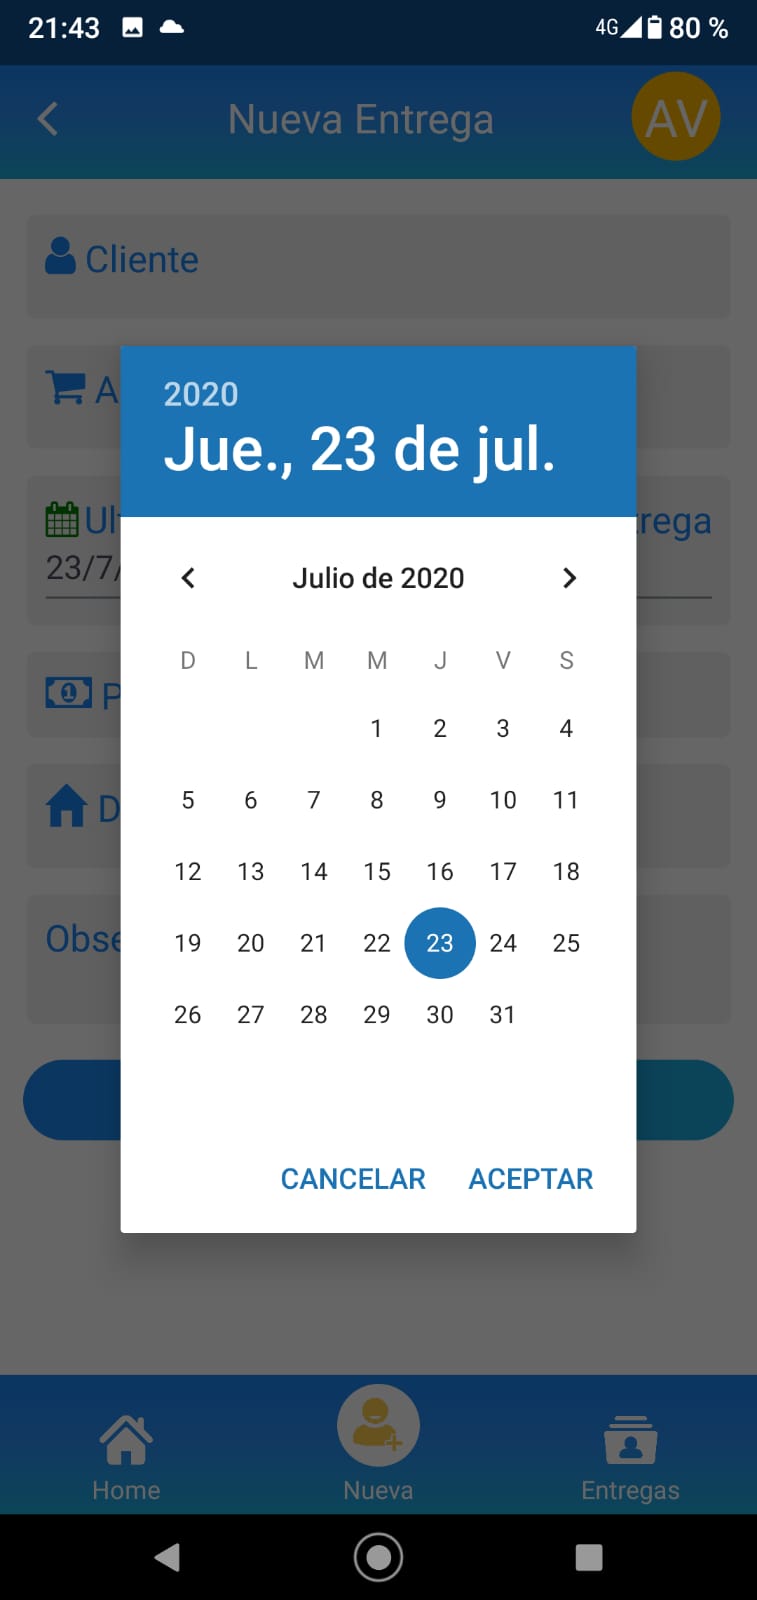 21:43 4G 80 %
Nueva Entrega AV
Cliente
A
2020
Jue., 23 de jul.
Ul trega
23/7/
Julio de 2020
D L M M J V S
1 2 3 4
P
5 6 7 8 9 10 11
D
12 13 14 15 16 17 18
Obse
19 20 21 22 23 24 25
26 27 28 29 30 31
CANCELAR ACEPTAR
Home Nueva Entregas